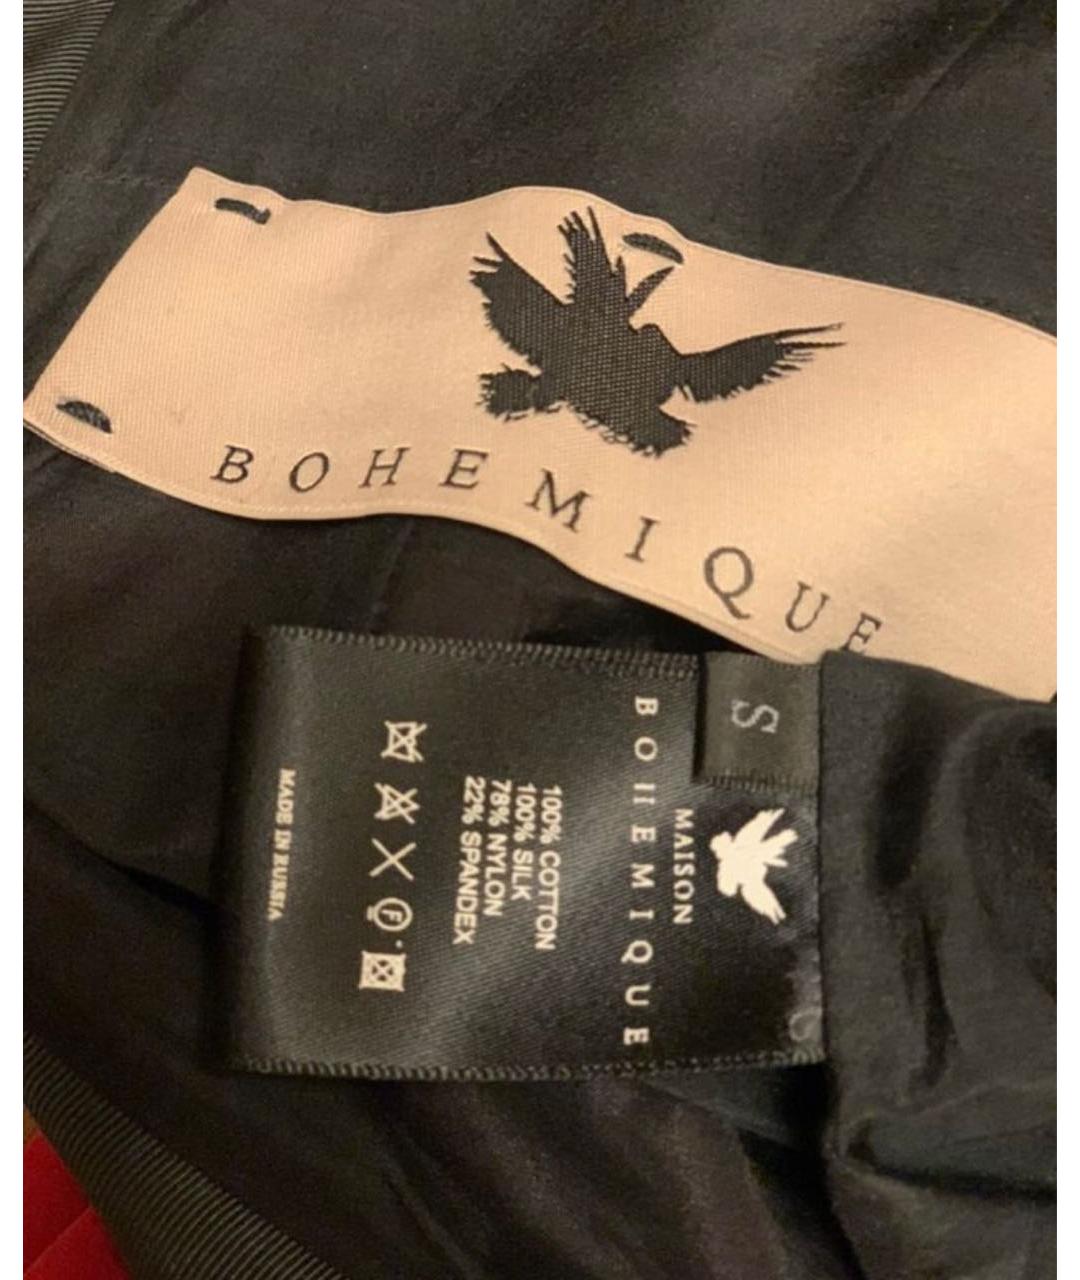 BOHEMIQUE
S
MAISON
BOHEMIQUE
100% COTTON
100% SILK
78% NYLON
22% SPANDEX
F
MADE IN RUSSIA